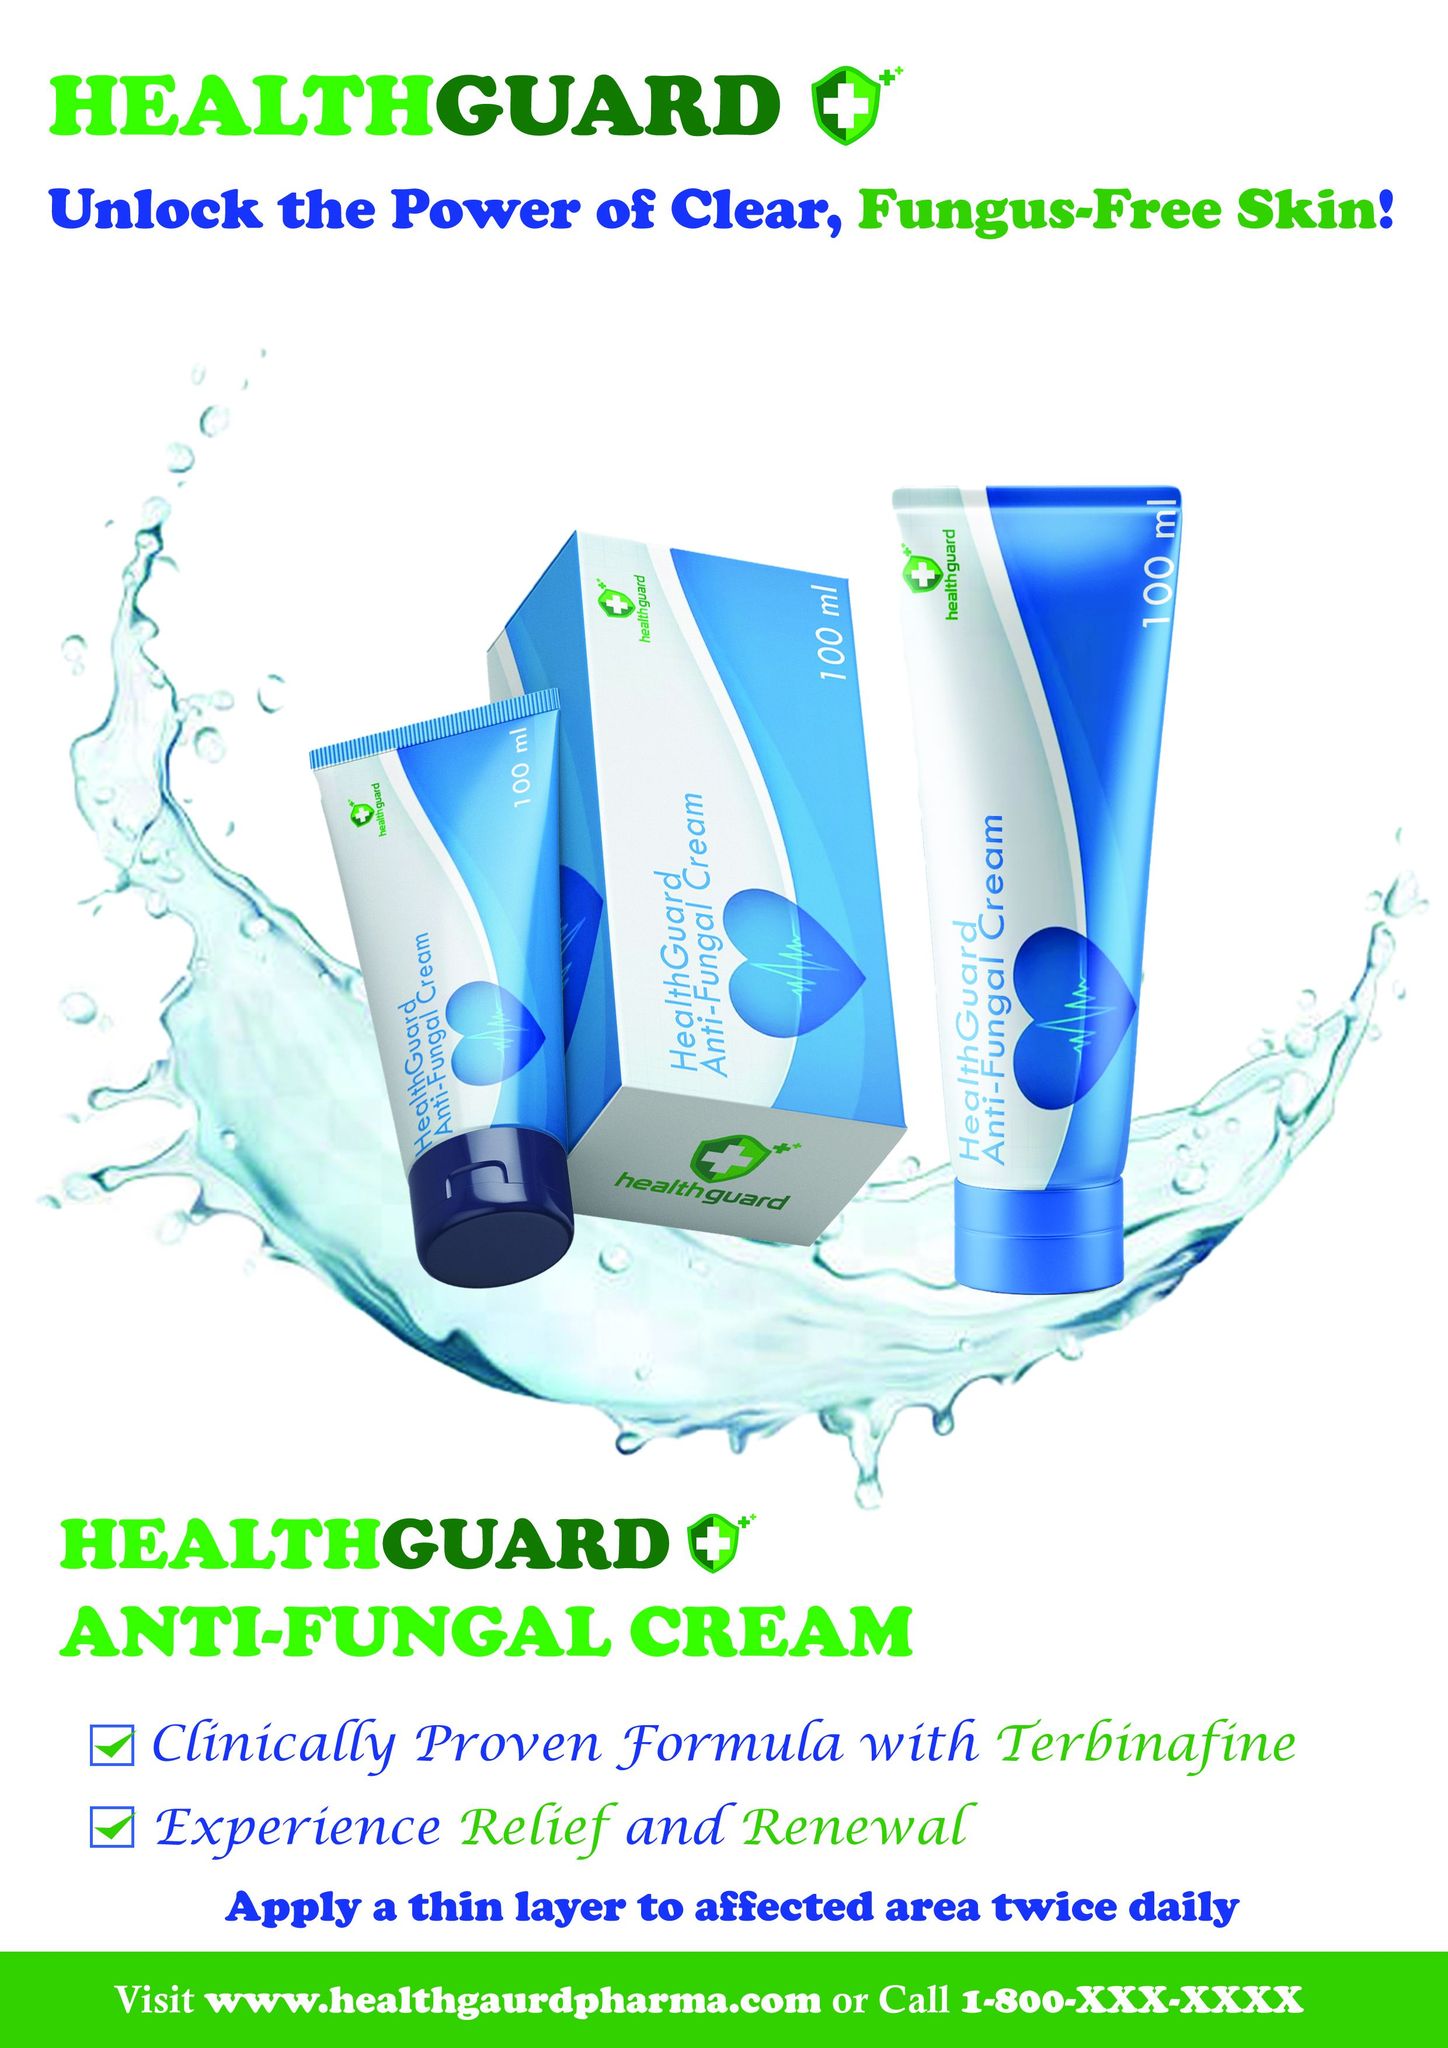 HEALTHGUARD
Unlock the Power of Clear, Fungus-Free Skin!
healthguard
100 ml
HealthGuard
Anti-Fungal Cream
healthguard
100 ml
HealthGuard
Anti-Fungal Cream
healthguard
healthguard
100 ml
HealthGuard
Anti-Fungal Cream
HEALTHGUARD
ANTI-FUNGAL CREAM
Clinically Proven Formula with Terbinafine
Experience Relief and Renewal
Apply a thin layer to affected area twice daily
Visit www.healthgaurdpharma.com or Call 1-800-XXX-XXXX